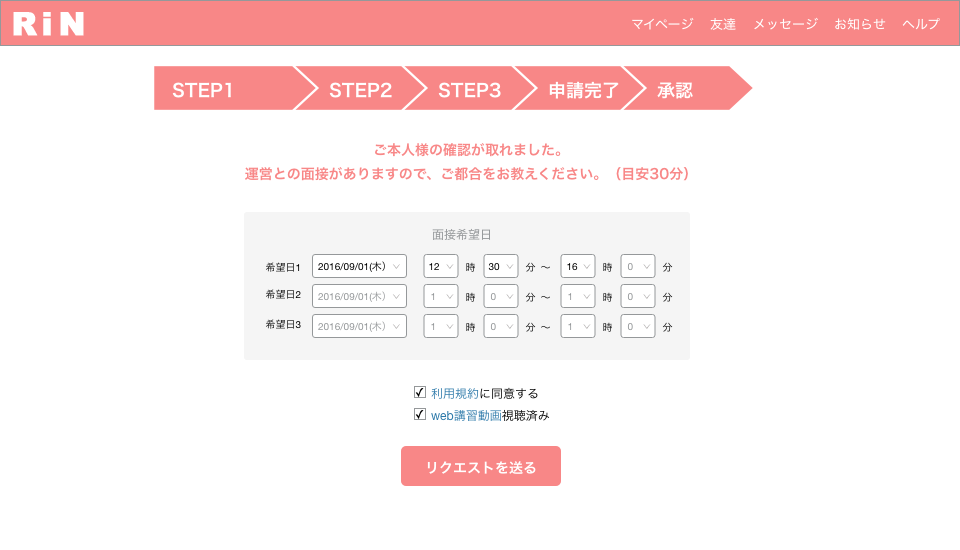 RiN
マイページ 友達 メッセージ お知らせ ヘルプ
STEP1 STEP2 STEP3 申請完了 承認
ご本人様の確認が取れました。
運営との面接がありますので、ご都合をお教えください。（目安30分）
面接希望日
希望日1 2016/09/01(木） 12 時 30 分 〜 16 時 0 分
希望日2 2016/09/01(木） 1 時 0 分 〜 1 時 0 分
希望日3 2016/09/01(木） 1 時 0 分 〜 1 時 0 分
利用規約に同意する
web講習動画視聴済み
リクエストを送る